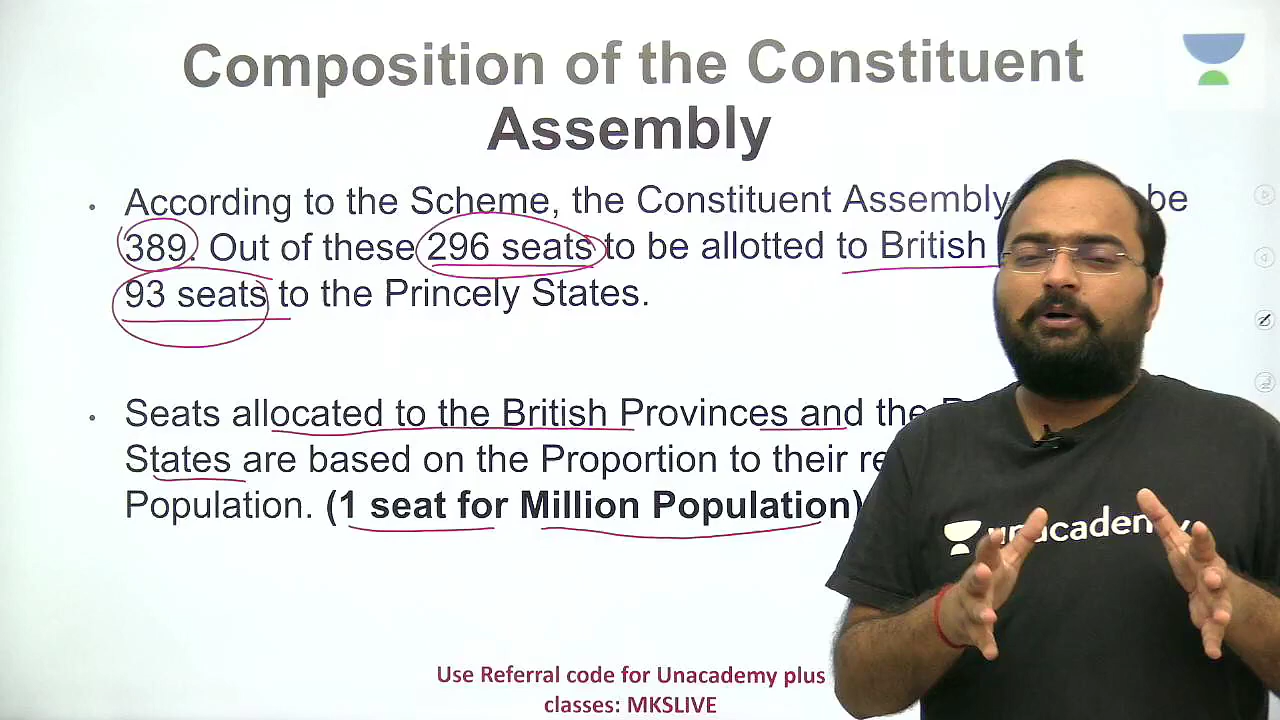 Composition of the Constituent
Assembly
• According to the Scheme, the Constituent Assembly be
389. Out of these 296 seats to be allotted to British
93 seats to the Princely States.
• Seats allocated to the British Provinces and the
States are based on the Proportion to their
Population. (1 seat for Million Population)
unacademy
Use Referral code for Unacademy plus
classes: MKSLIVE